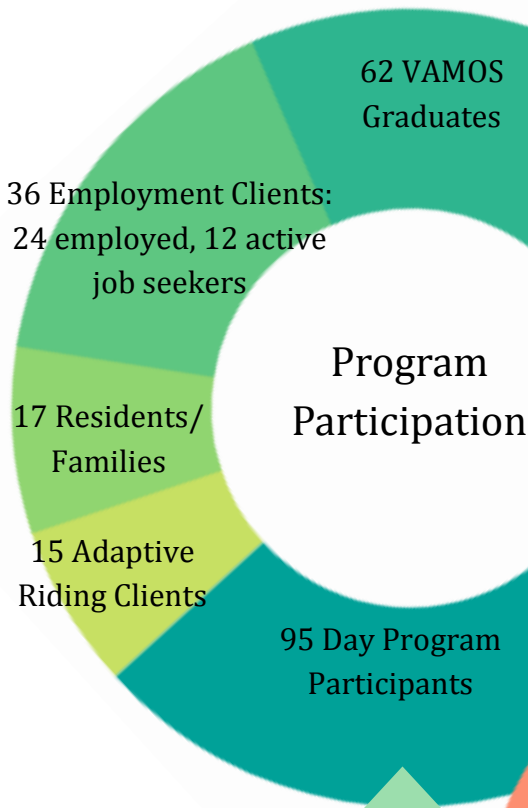 62 VAMOS
Graduates
36 Employment Clients:
24 employed, 12 active
job seekers
Program
Participation
17 Residents/
Families
15 Adaptive
Riding Clients
95 Day Program
Participants